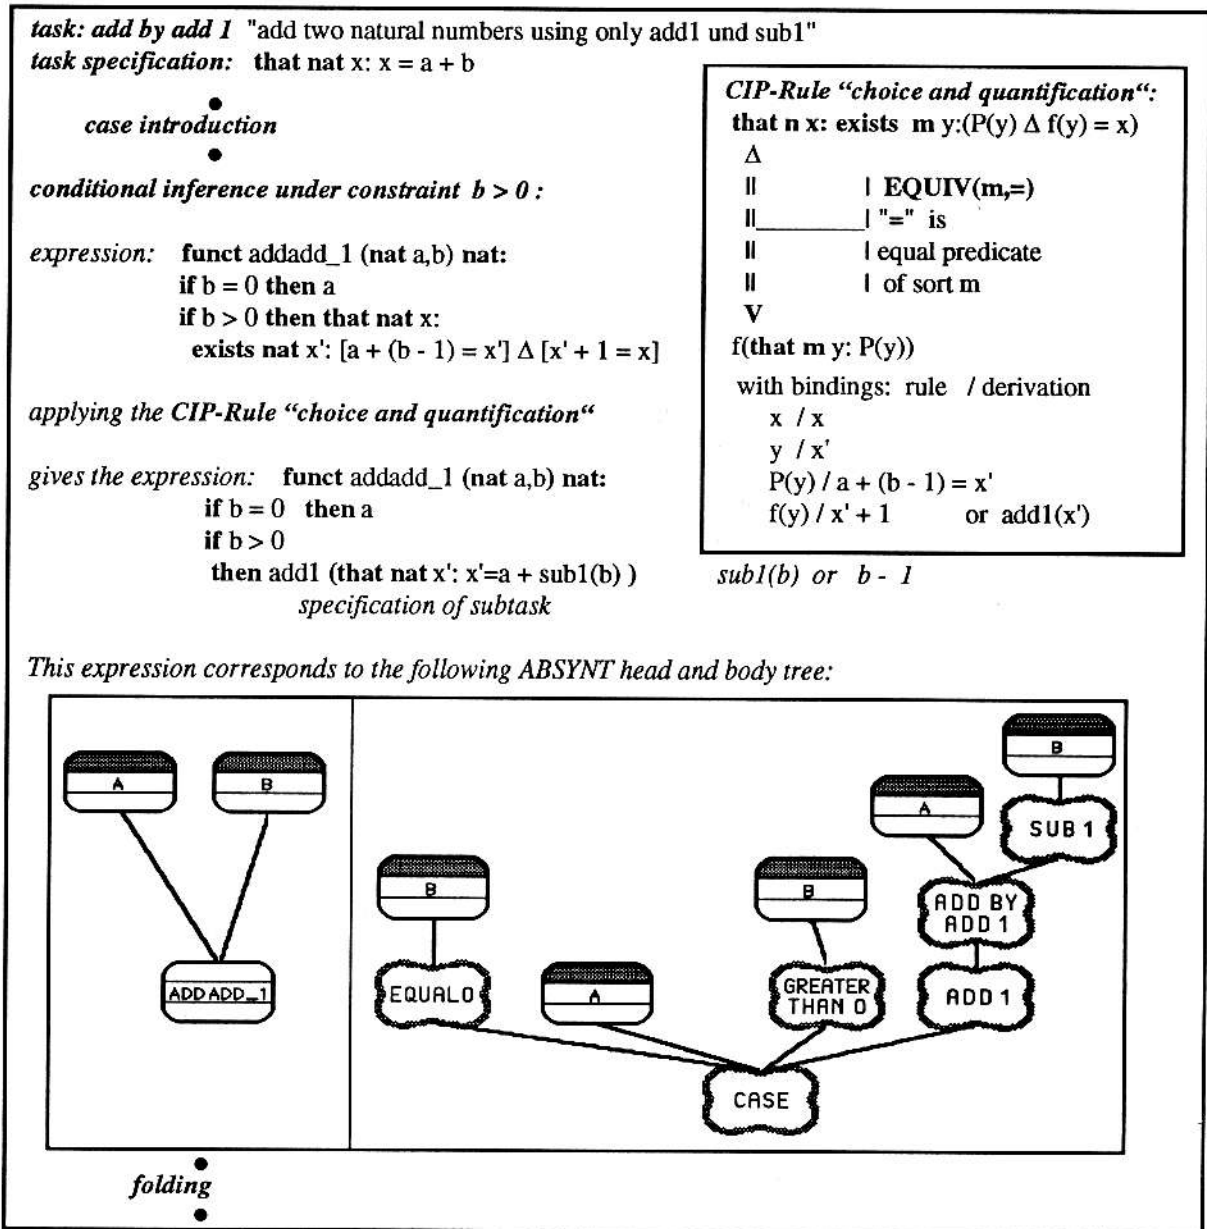 task: add by add 1 "add two natural numbers using only add1 und sub1"
task specification: that nat x: x = a + b
case introduction
conditional inference under constraint b > 0 :
expression: funct addadd_1 (nat a,b) nat:
if b = 0 then a
if b > 0 then that nat x:
exists nat x': [a + (b - 1) = x'] Δ [x' + 1 = x]
applying the CIP-Rule “choice and quantification“
gives the expression: funct addadd_1 (nat a,b) nat:
if b = 0 then a
if b > 0
then add1 (that nat x': x'=a + sub1(b) )
specification of subtask
CIP-Rule “choice and quantification“:
that n x: exists m y:(P(y) Δ f(y) = x)
Δ
|| | EQUIV(m,=)
||_________| "=" is
|| | equal predicate
|| | of sort m
V
f(that m y: P(y))
with bindings: rule / derivation
x / x
y / x'
P(y) / a + (b - 1) = x'
f(y) / x' + 1 or add1(x')
sub1(b) or b - 1
This expression corresponds to the following ABSYNT head and body tree:
A
B
ADDADD_1
B
EQUAL0
A
B
GREATER
THAN 0
A
B
SUB 1
ADD BY
ADD 1
ADD 1
CASE
folding